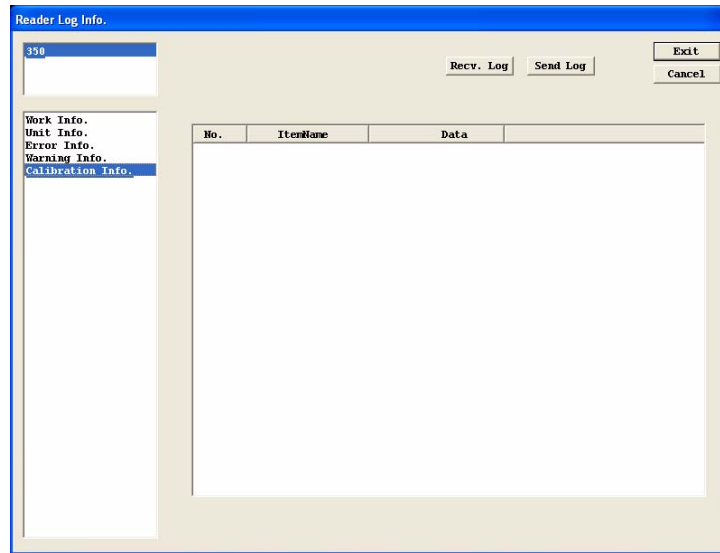 Reader Log Info.
350
Recv. Log Send Log
Exit
Cancel
Work Info.
Unit Info.
Error Info.
Warning Info.
Calibration Info.
No. ItemName Data